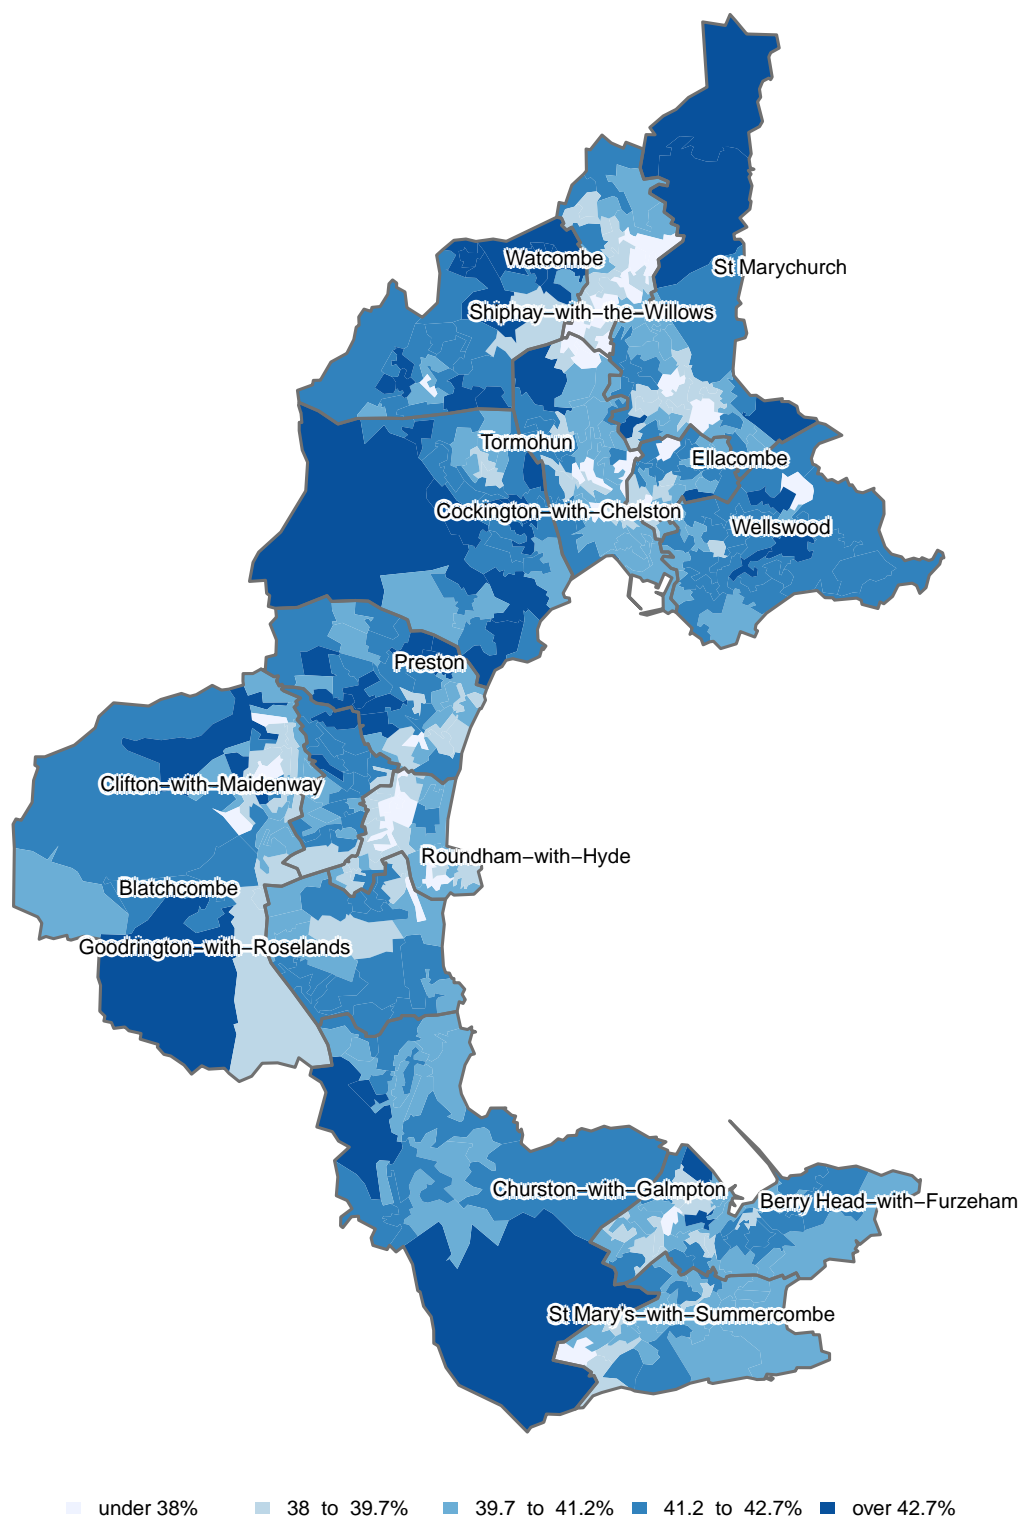 Watcombe
St Marychurch
Shiphay–with–the–Willows
Tormohun
Ellacombe
Cockington–with–Chelston
Wellswood
Preston
Clifton–with–Maidenway
Roundham–with–Hyde
Blatchcombe
Goodrington–with–Roselands
Churston–with–Galmpton
Berry Head–with–Furzeham
St Mary's–with–Summercombe
under 38% 38 to 39.7% 39.7 to 41.2% 41.2 to 42.7% over 42.7%